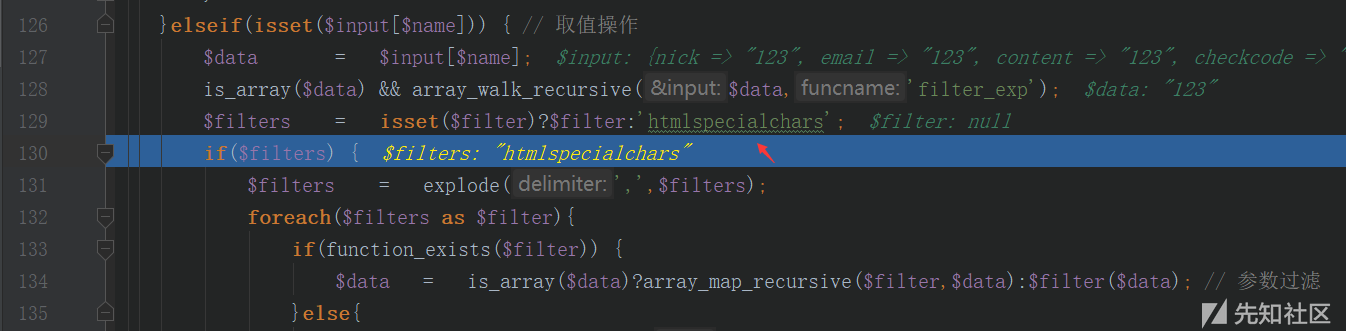 126 }elseif(isset($input[$name])) { // 取值操作
127 $data = $input[$name]; $input: {nick => "123", email => "123", content => "123", checkcode => "
128 is_array($data) && array_walk_recursive( &input: $data, funcname: 'filter_exp'); $data: "123"
129 $filters = isset($filter)?$filter:'htmlspecialchars'; $filter: null
130 if($filters) { $filters: "htmlspecialchars"
131 $filters = explode( delimiter: ',',$filters);
132 foreach($filters as $filter){
133 if(function_exists($filter)) {
134 $data = is_array($data)?array_map_recursive($filter,$data):$filter($data); // 参数过滤
135 }else{
先知社区